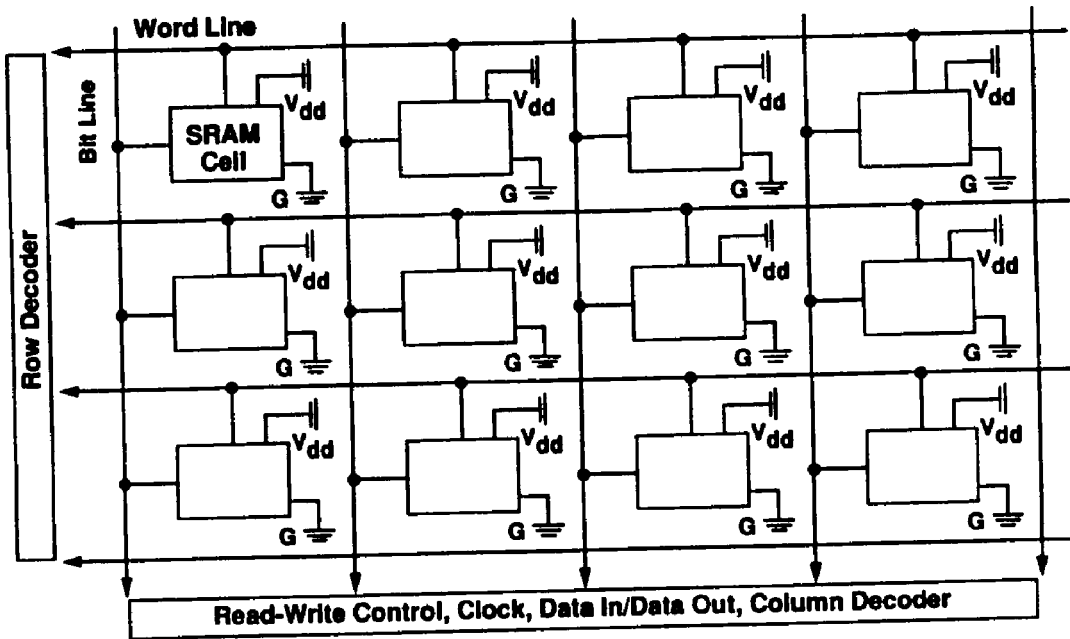 Word Line
Bit Line
Row Decoder
SRAM
Cell
Vdd
Vdd
Vdd
Vdd
G
G
G
G
Vdd
Vdd
Vdd
Vdd
G
G
G
G
Vdd
Vdd
Vdd
Vdd
G
G
G
G
Read-Write Control, Clock, Data In/Data Out, Column Decoder